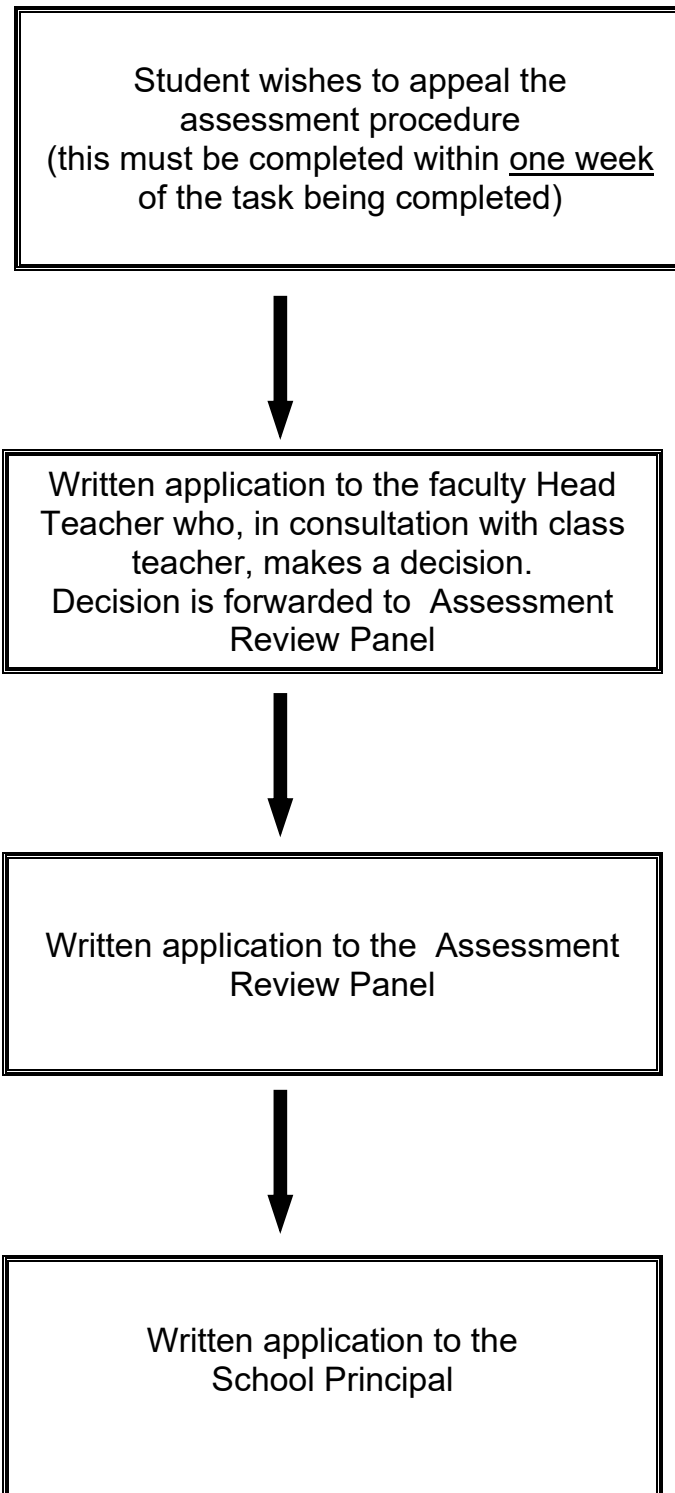 Student wishes to appeal the
assessment procedure
(this must be completed within one week
of the task being completed)
Written application to the faculty Head
Teacher who, in consultation with class
teacher, makes a decision.
Decision is forwarded to  Assessment
Review Panel
Written application to the  Assessment
Review Panel
Written application to the
School Principal